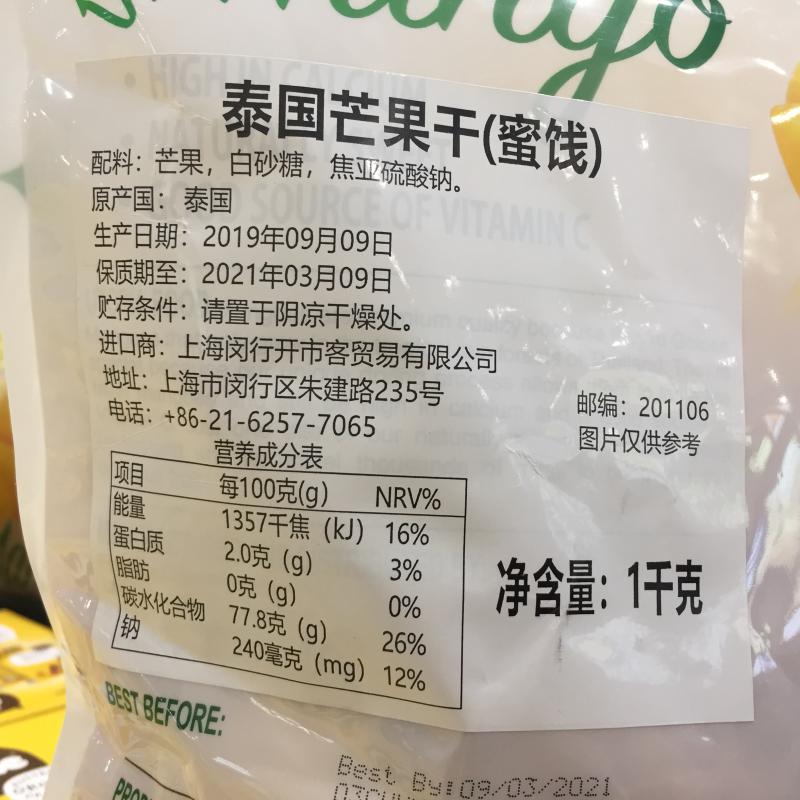 Mango
• HIGH IN CALCIUM
泰国芒果干(蜜饯)
配料：芒果，白砂糖，焦亚硫酸钠。
原产国：泰国
SOURCE OF VITAMIN C
生产日期：2019年09月09日
保质期至：2021年03月09日
贮存条件：请置于阴凉干燥处。
进口商：上海闵行开市客贸易有限公司
地址：上海市闵行区朱建路235号
邮编：201106
电话：+86-21-6257-7065
图片仅供参考
营养成分表
项目 每100克(g) NRV%
能量 1357千焦（kJ） 16%
蛋白质 2.0克（g） 3%
脂肪 0克（g） 0%
碳水化合物 77.8克（g） 26%
钠 240毫克（mg） 12%
净含量：1千克
BEST BEFORE:
Best By:09/03/2021